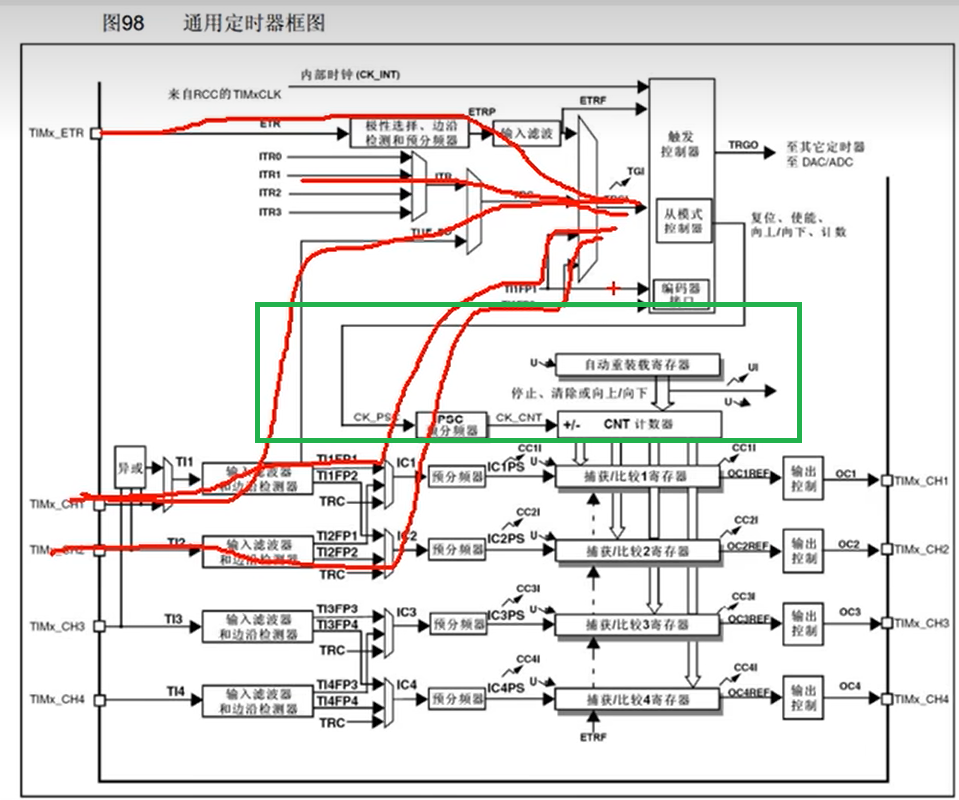 图98 通用定时器框图
内部时钟 (CK_INT)
来自RCC的TIMxCLK
TIMx_ETR
ETR
极性选择、边沿
检测和预分频器
ETRP
输入滤波
ETRF
触发
控制器
TRGO
至其它定时器
至 DAC/ADC
ITR0
ITR1
ITR2
ITR3
ITR
TGI
从模式
控制器
复位、使能、
向上/向下、计数
TI1FP1
编码器
接口
U
自动重装载寄存器
UI
停止、清除或向上/向下
U
CK_PSC
PSC
预分频器
CK_CNT
+/-
CNT 计数器
异或
TI1
输入滤波器
和边沿检测器
TI1FP1
TI1FP2
TRC
IC1
预分频器
IC1PS
CC1I
U
捕获/比较1寄存器
CC1I
OC1REF
输出
控制
OC1
TIMx_CH1
TIMx_CH1
TIMx_CH2
TI2
输入滤波器
和边沿检测器
TI2FP1
TI2FP2
TRC
IC2
预分频器
IC2PS
CC2I
U
捕获/比较2寄存器
CC2I
OC2REF
输出
控制
OC2
TIMx_CH2
TIMx_CH3
TI3
输入滤波器
和边沿检测器
TI3FP3
TI3FP4
TRC
IC3
预分频器
IC3PS
CC3I
U
捕获/比较3寄存器
CC3I
OC3REF
输出
控制
OC3
TIMx_CH3
TIMx_CH4
TI4
输入滤波器
和边沿检测器
TI4FP3
TI4FP4
TRC
IC4
预分频器
IC4PS
CC4I
U
捕获/比较4寄存器
CC4I
OC4REF
输出
控制
OC4
TIMx_CH4
ETRF